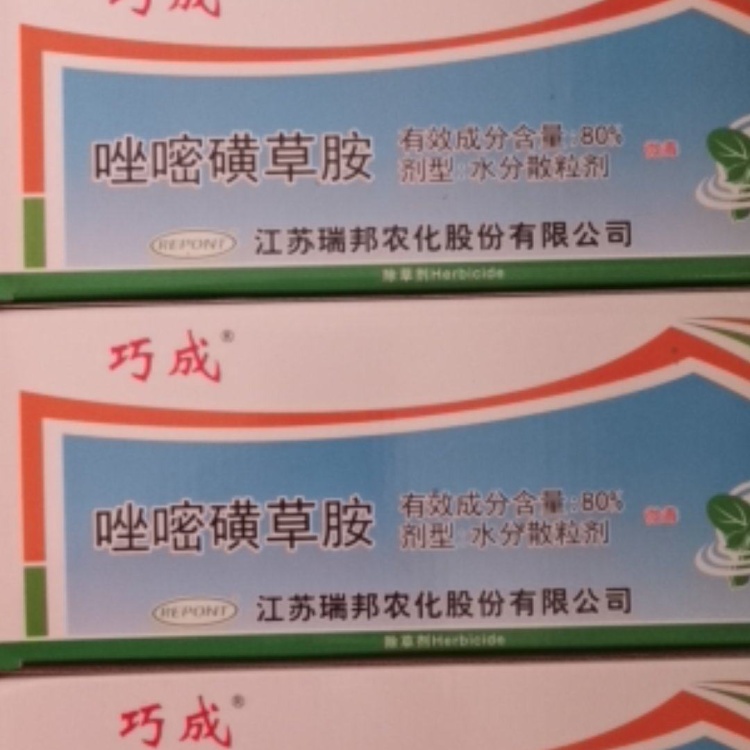 巧成
唑嘧磺草胺
有效成分含量:80%
剂型:水分散粒剂
微毒
REPONT
江苏瑞邦农化股份有限公司
除草剂Herbicide
巧成®
唑嘧磺草胺
有效成分含量:80%
剂型:水分散粒剂
微毒
REPONT
江苏瑞邦农化股份有限公司
除草剂Herbicide
巧成®